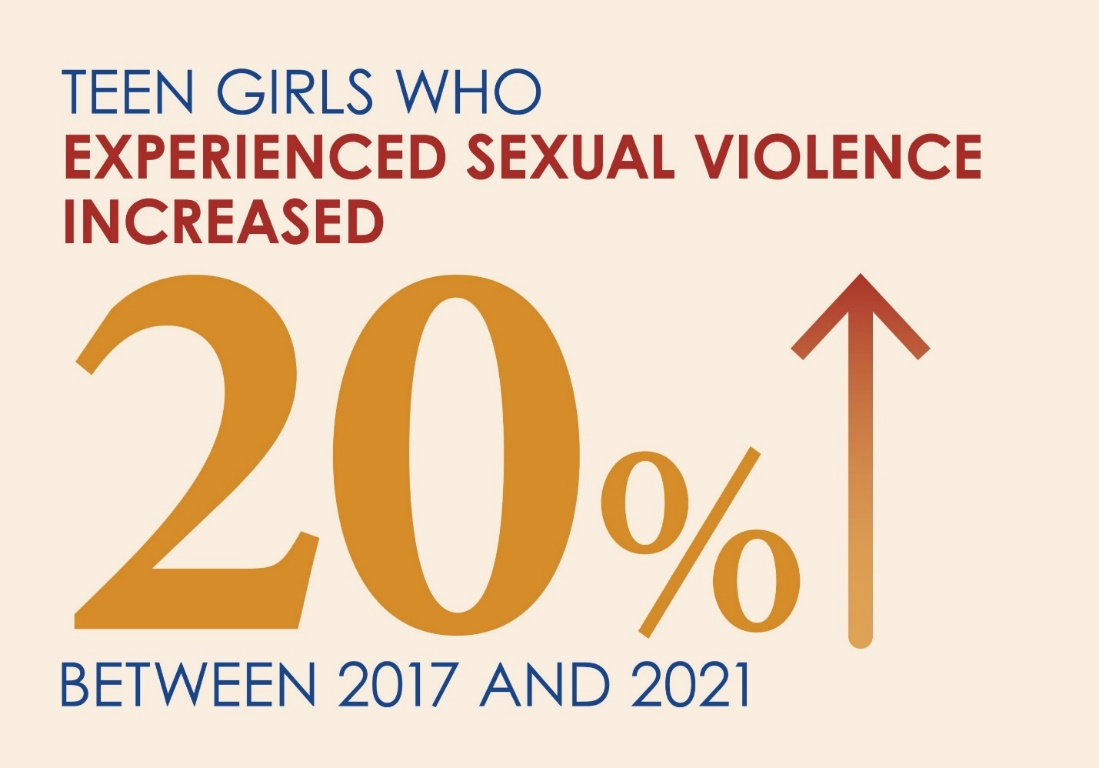 TEEN GIRLS WHO
EXPERIENCED SEXUAL VIOLENCE
INCREASED
20%
BETWEEN 2017 AND 2021